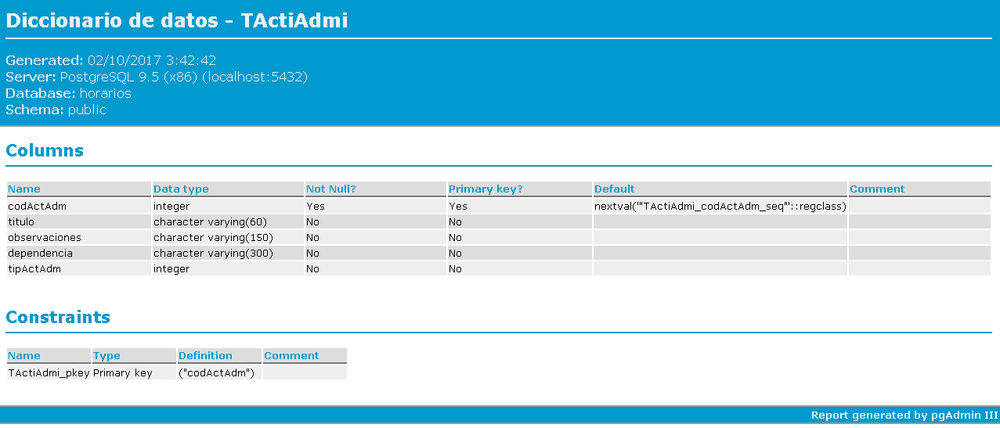 Diccionario de datos - TActiAdmi
Generated: 02/10/2017 3:42:42
Server: PostgreSQL 9.5 (x86) (localhost:5432)
Database: horarios
Schema: public
Columns
Name Data type Not Null? Primary key? Default Comment
codActAdm integer Yes Yes nextval('"TActiAdmi_codActAdm_seq"'::regclass)
titulo character varying(60) No No
observaciones character varying(150) No No
dependencia character varying(300) No No
tipActAdm integer No No
Constraints
Name Type Definition Comment
TActiAdmi_pkey Primary key ("codActAdm")
Report generated by pgAdmin III